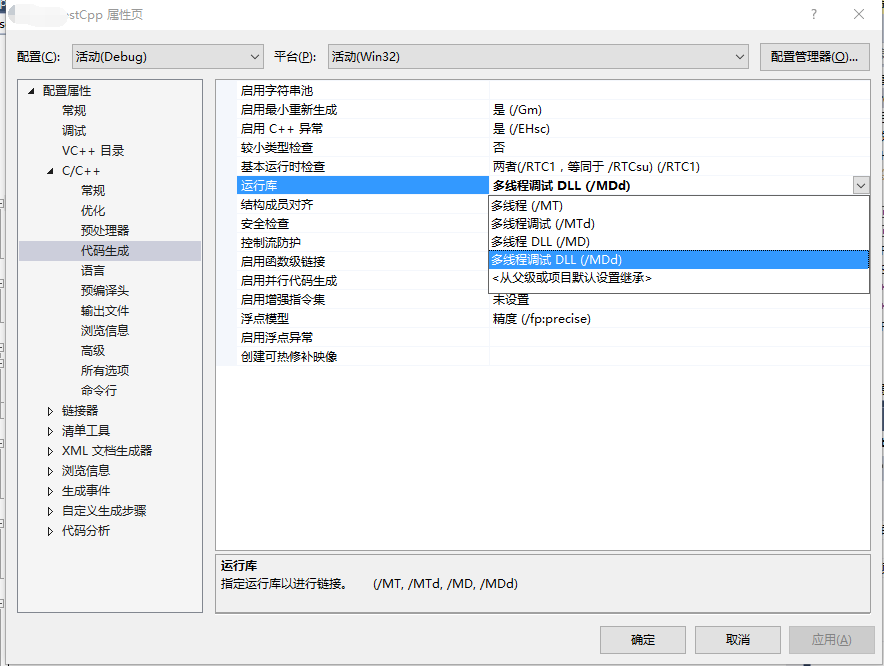 stCpp 属性页
配置(C): 活动(Debug) 平台(P): 活动(Win32) 配置管理器(O)...
配置属性
常规
调试
VC++ 目录
C/C++
常规
优化
预处理器
代码生成
语言
预编译头
输出文件
浏览信息
高级
所有选项
命令行
链接器
清单工具
XML 文档生成器
浏览信息
生成事件
自定义生成步骤
代码分析
启用字符串池
启用最小重新生成 是 (/Gm)
启用 C++ 异常 是 (/EHsc)
较小类型检查 否
基本运行时检查 两者(/RTC1，等同于 /RTCsu) (/RTC1)
运行库 多线程调试 DLL (/MDd)
结构成员对齐
安全检查
控制流防护
启用函数级链接
启用并行代码生成
启用增强指令集 未设置
浮点模型 精度 (/fp:precise)
启用浮点异常
创建可热修补映像
多线程 (/MT)
多线程调试 (/MTd)
多线程 DLL (/MD)
多线程调试 DLL (/MDd)
<从父级或项目默认设置继承>
运行库
指定运行库以进行链接。 (/MT, /MTd, /MD, /MDd)
确定 取消 应用(A)